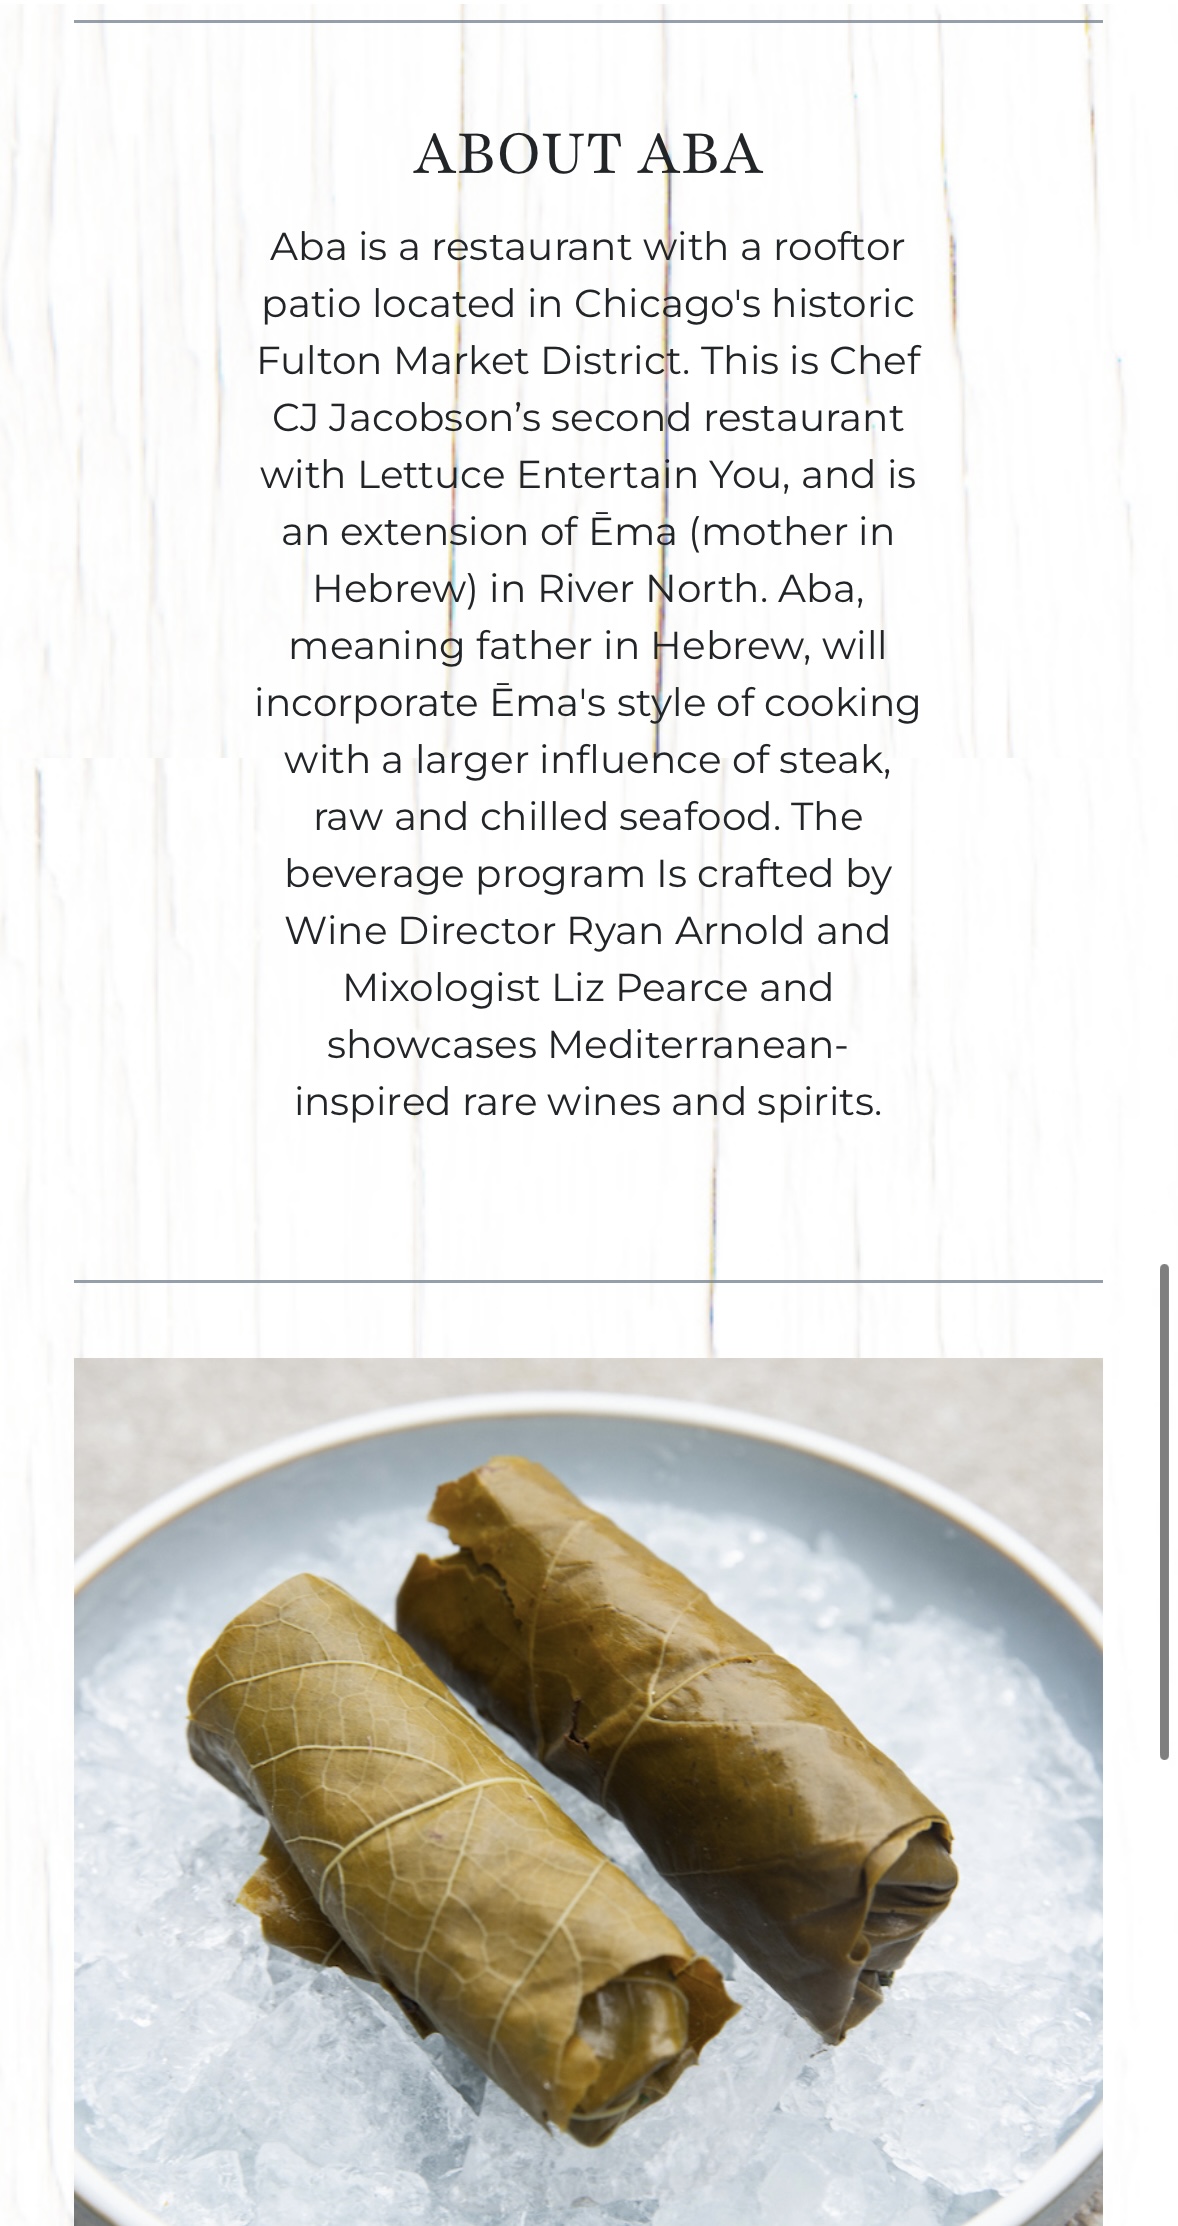 ABOUT ABA
Aba is a restaurant with a rooftor
patio located in Chicago's historic
Fulton Market District. This is Chef
CJ Jacobson’s second restaurant
with Lettuce Entertain You, and is
an extension of Ēma (mother in
Hebrew) in River North. Aba,
meaning father in Hebrew, will
incorporate Ēma's style of cooking
with a larger influence of steak,
raw and chilled seafood. The
beverage program Is crafted by
Wine Director Ryan Arnold and
Mixologist Liz Pearce and
showcases Mediterranean-
inspired rare wines and spirits.